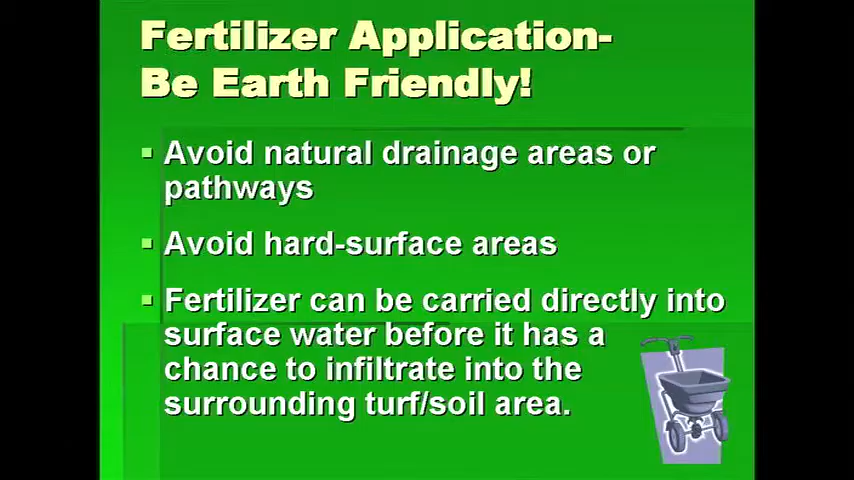 Fertilizer Application-
Be Earth Friendly!
Avoid natural drainage areas or
pathways
Avoid hard-surface areas
Fertilizer can be carried directly into
surface water before it has a
chance to infiltrate into the
surrounding turf/soil area.